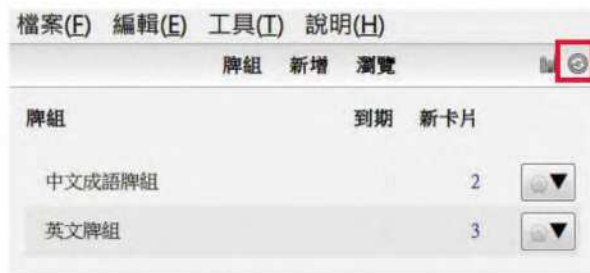 檔案(F) 編輯(E) 工具(T) 說明(H)
牌組 新增 瀏覽
牌組 到期 新卡片
中文成語牌組 2
英文牌組 3